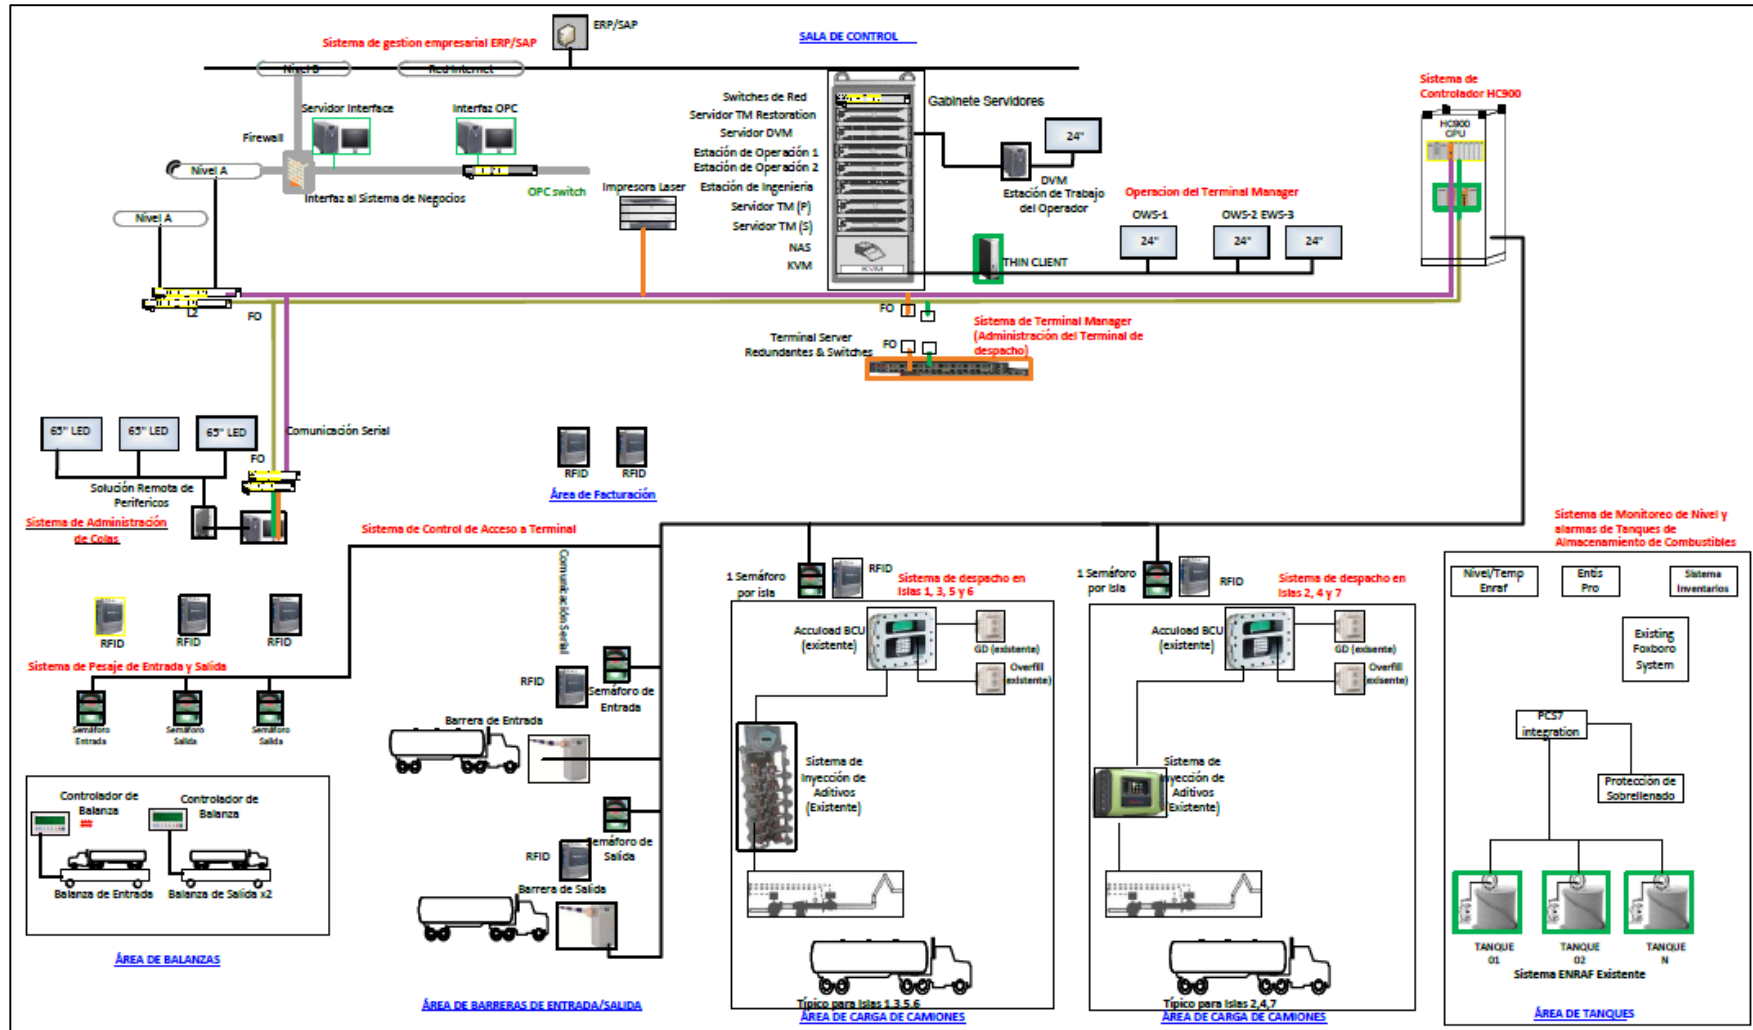 ERP/SAP
Sistema de gestion empresarial ERP/SAP
SALA DE CONTROL
Nivel B
Red Internet
Servidor Interface
Interfaz OPC
Firewall
Nivel A
OPC switch
Interfaz al Sistema de Negocios
Nivel A
L2
FO
Impresora Laser
Switches de Red
Servidor TM Restoration
Servidor DVM
Estación de Operación 1
Estación de Operación 2
Estación de Ingenieria
Servidor TM (P)
Servidor TM (S)
NAS
KVM
KVM
Gabinete Servidores
24"
DVM
Estación de Trabajo
del Operador
THIN CLIENT
Operacion del Terminal Manager
OWS-1
OWS-2 EWS-3
24"
24"
24"
Sistema de
Controlador HC900
HC900
CPU
FO
Terminal Server
Redundantes & Switches
FO
Sistema de Terminal Manager
(Administración del Terminal de
despacho)
65" LED
65" LED
65" LED
Comunicación Serial
FO
Solución Remota de
Perifericos
Sistema de Administración
de Colas
RFID
RFID
Área de Facturación
Sistema de Control de Acceso a Terminal
Comunicación Serial
RFID
RFID
RFID
Sistema de Pesaje de Entrada y Salida
Semáforo
Entrada
Semáforo
Salida
Semáforo
Salida
Controlador de
Balanza
##
Controlador de
Balanza
Balanza de Entrada
Balanza de Salida x2
ÁREA DE BALANZAS
RFID
Semáforo de
Entrada
Barrera de Entrada
Semáforo de
Salida
RFID
Barrera de Salida
ÁREA DE BARRERAS DE ENTRADA/SALIDA
1 Semáforo
por isla
RFID
Sistema de despacho en
Islas 1, 3, 5 y 6
Accuload BCU
(existente)
GD (existente)
Overfill
(existente)
Sistema de
Inyección de
Aditivos
(Existente)
Típico para Islas 1,3.5.6
ÁREA DE CARGA DE CAMIONES
1 Semáforo
por isla
RFID
Sistema de despacho en
Islas 2, 4 y 7
Accuload BCU
(existente)
GD (exisente)
Overfill
(exisente)
Sistema de
Inyección de
Aditivos
(Existente)
Típico para Islas 2,4,7
ÁREA DE CARGA DE CAMIONES
Sistema de Monitoreo de Nivel y
alarmas de Tanques de
Almacenamiento de Combustibles
Nivel/Temp
Enraf
Entis
Pro
Sistema
Inventarios
Existing
Foxboro
System
PCS7
integration
Protección de
Sobrellenado
TANQUE
01
TANQUE
02
TANQUE
N
Sistema ENRAF Existente
ÁREA DE TANQUES